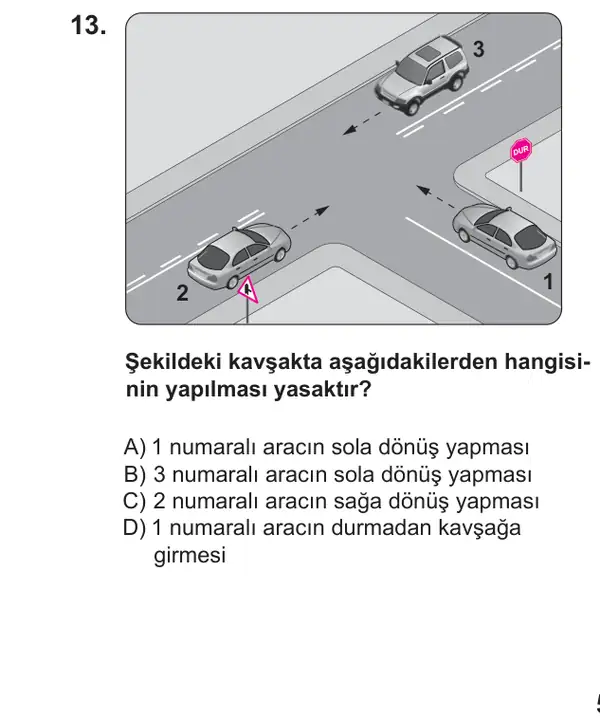 13.
3
DUR
2
1
Şekildeki kavşakta aşağıdakilerden hangisi-
nin yapılması yasaktır?
A) 1 numaralı aracın sola dönüş yapması
B) 3 numaralı aracın sola dönüş yapması
C) 2 numaralı aracın sağa dönüş yapması
D) 1 numaralı aracın durmadan kavşağa
girmesi